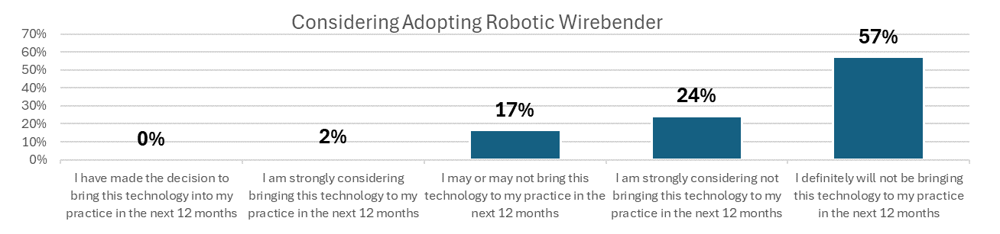 Considering Adopting Robotic Wirebender
70%
60%
50%
40%
30%
20%
10%
0%
0%
2%
17%
24%
57%
I have made the decision to
bring this technology into my
practice in the next 12 months
I am strongly considering
bringing this technology to my
practice in the next 12 months
I may or may not bring this
technology to my practice in the
next 12 months
I am strongly considering not
bringing this technology to my
practice in the next 12 months
I definitely will not be bringing
this technology to my practice
in the next 12 months